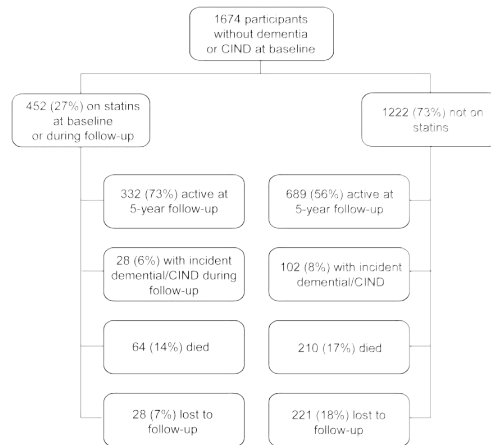 1674 participants
without dementia
or CIND at baseline
452 (27%) on statins
at baseline
or during follow-up
1222 (73%) not on
statins
332 (73%) active at
5-year follow-up
689 (56%) active at
5-year follow-up
28 (6%) with incident
demential/CIND during
follow-up
102 (8%) with incident
demential/CIND
64 (14%) died
210 (17%) died
28 (7%) lost to
follow-up
221 (18%) lost to
follow-up